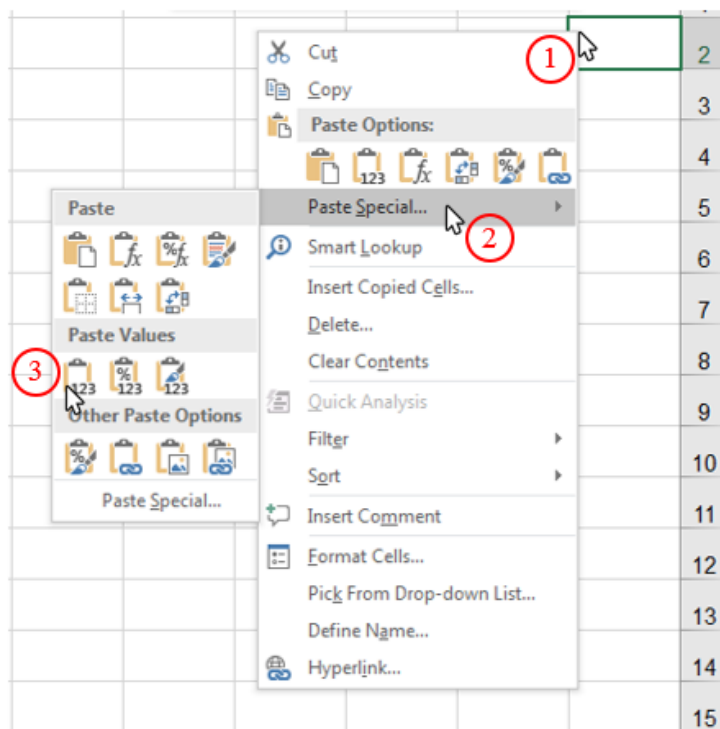 Cut
1
Copy
Paste Options:
123 fx %
Paste Special...
2
Smart Lookup
Insert Copied Cells...
Delete...
Clear Contents
Quick Analysis
Filter
Sort
Insert Comment
Format Cells...
Pick From Drop-down List...
Define Name...
Hyperlink...
Paste
fx %fx
Paste Values
3
123 % 123 123
Other Paste Options
%
Paste Special...
2
3
4
5
6
7
8
9
10
11
12
13
14
15